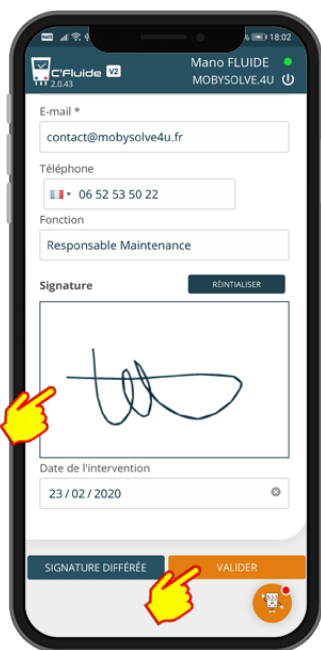 18:02
C'Fluide V2
2.0.43
Mano FLUIDE
MOBYSOLVE.4U
E-mail *
contact@mobysolve4u.fr
Téléphone
06 52 53 50 22
Fonction
Responsable Maintenance
Signature
RÉINTIALISER
Date de l'intervention
23 / 02 / 2020
SIGNATURE DIFFÉRÉE
VALIDER